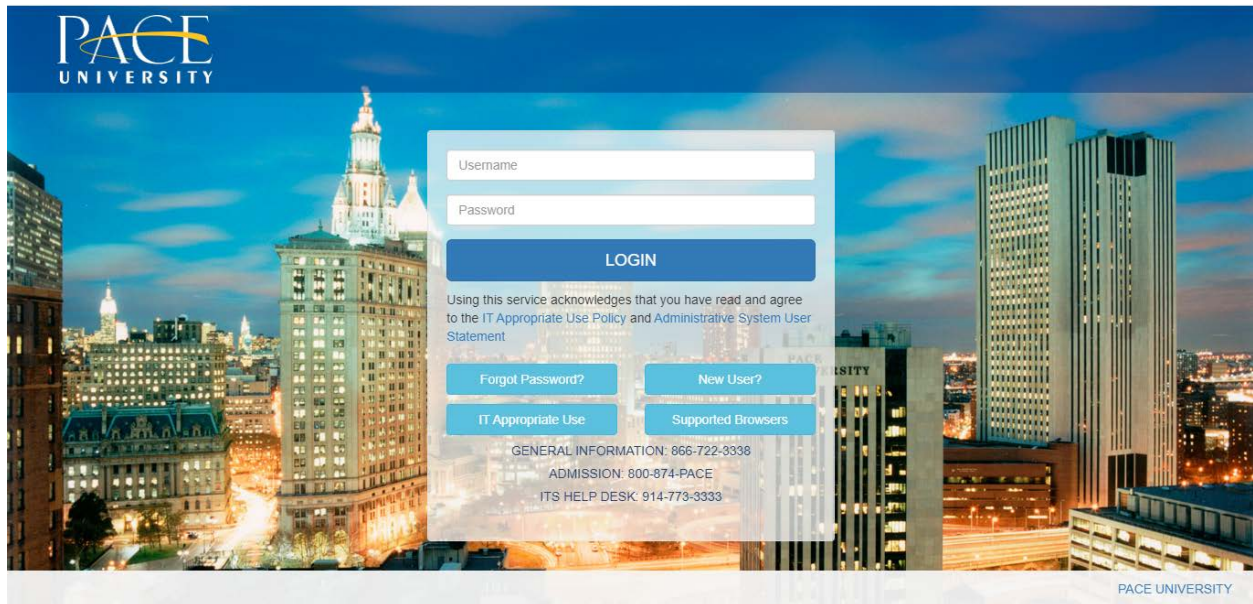 PACE
UNIVERSITY
Username
Password
LOGIN
Using this service acknowledges that you have read and agree
to the IT Appropriate Use Policy and Administrative System User
Statement
Forgot Password? New User?
IT Appropriate Use Supported Browsers
GENERAL INFORMATION: 866-722-3338
ADMISSION: 800-874-PACE
ITS HELP DESK: 914-773-3333
PACE UNIVERSITY